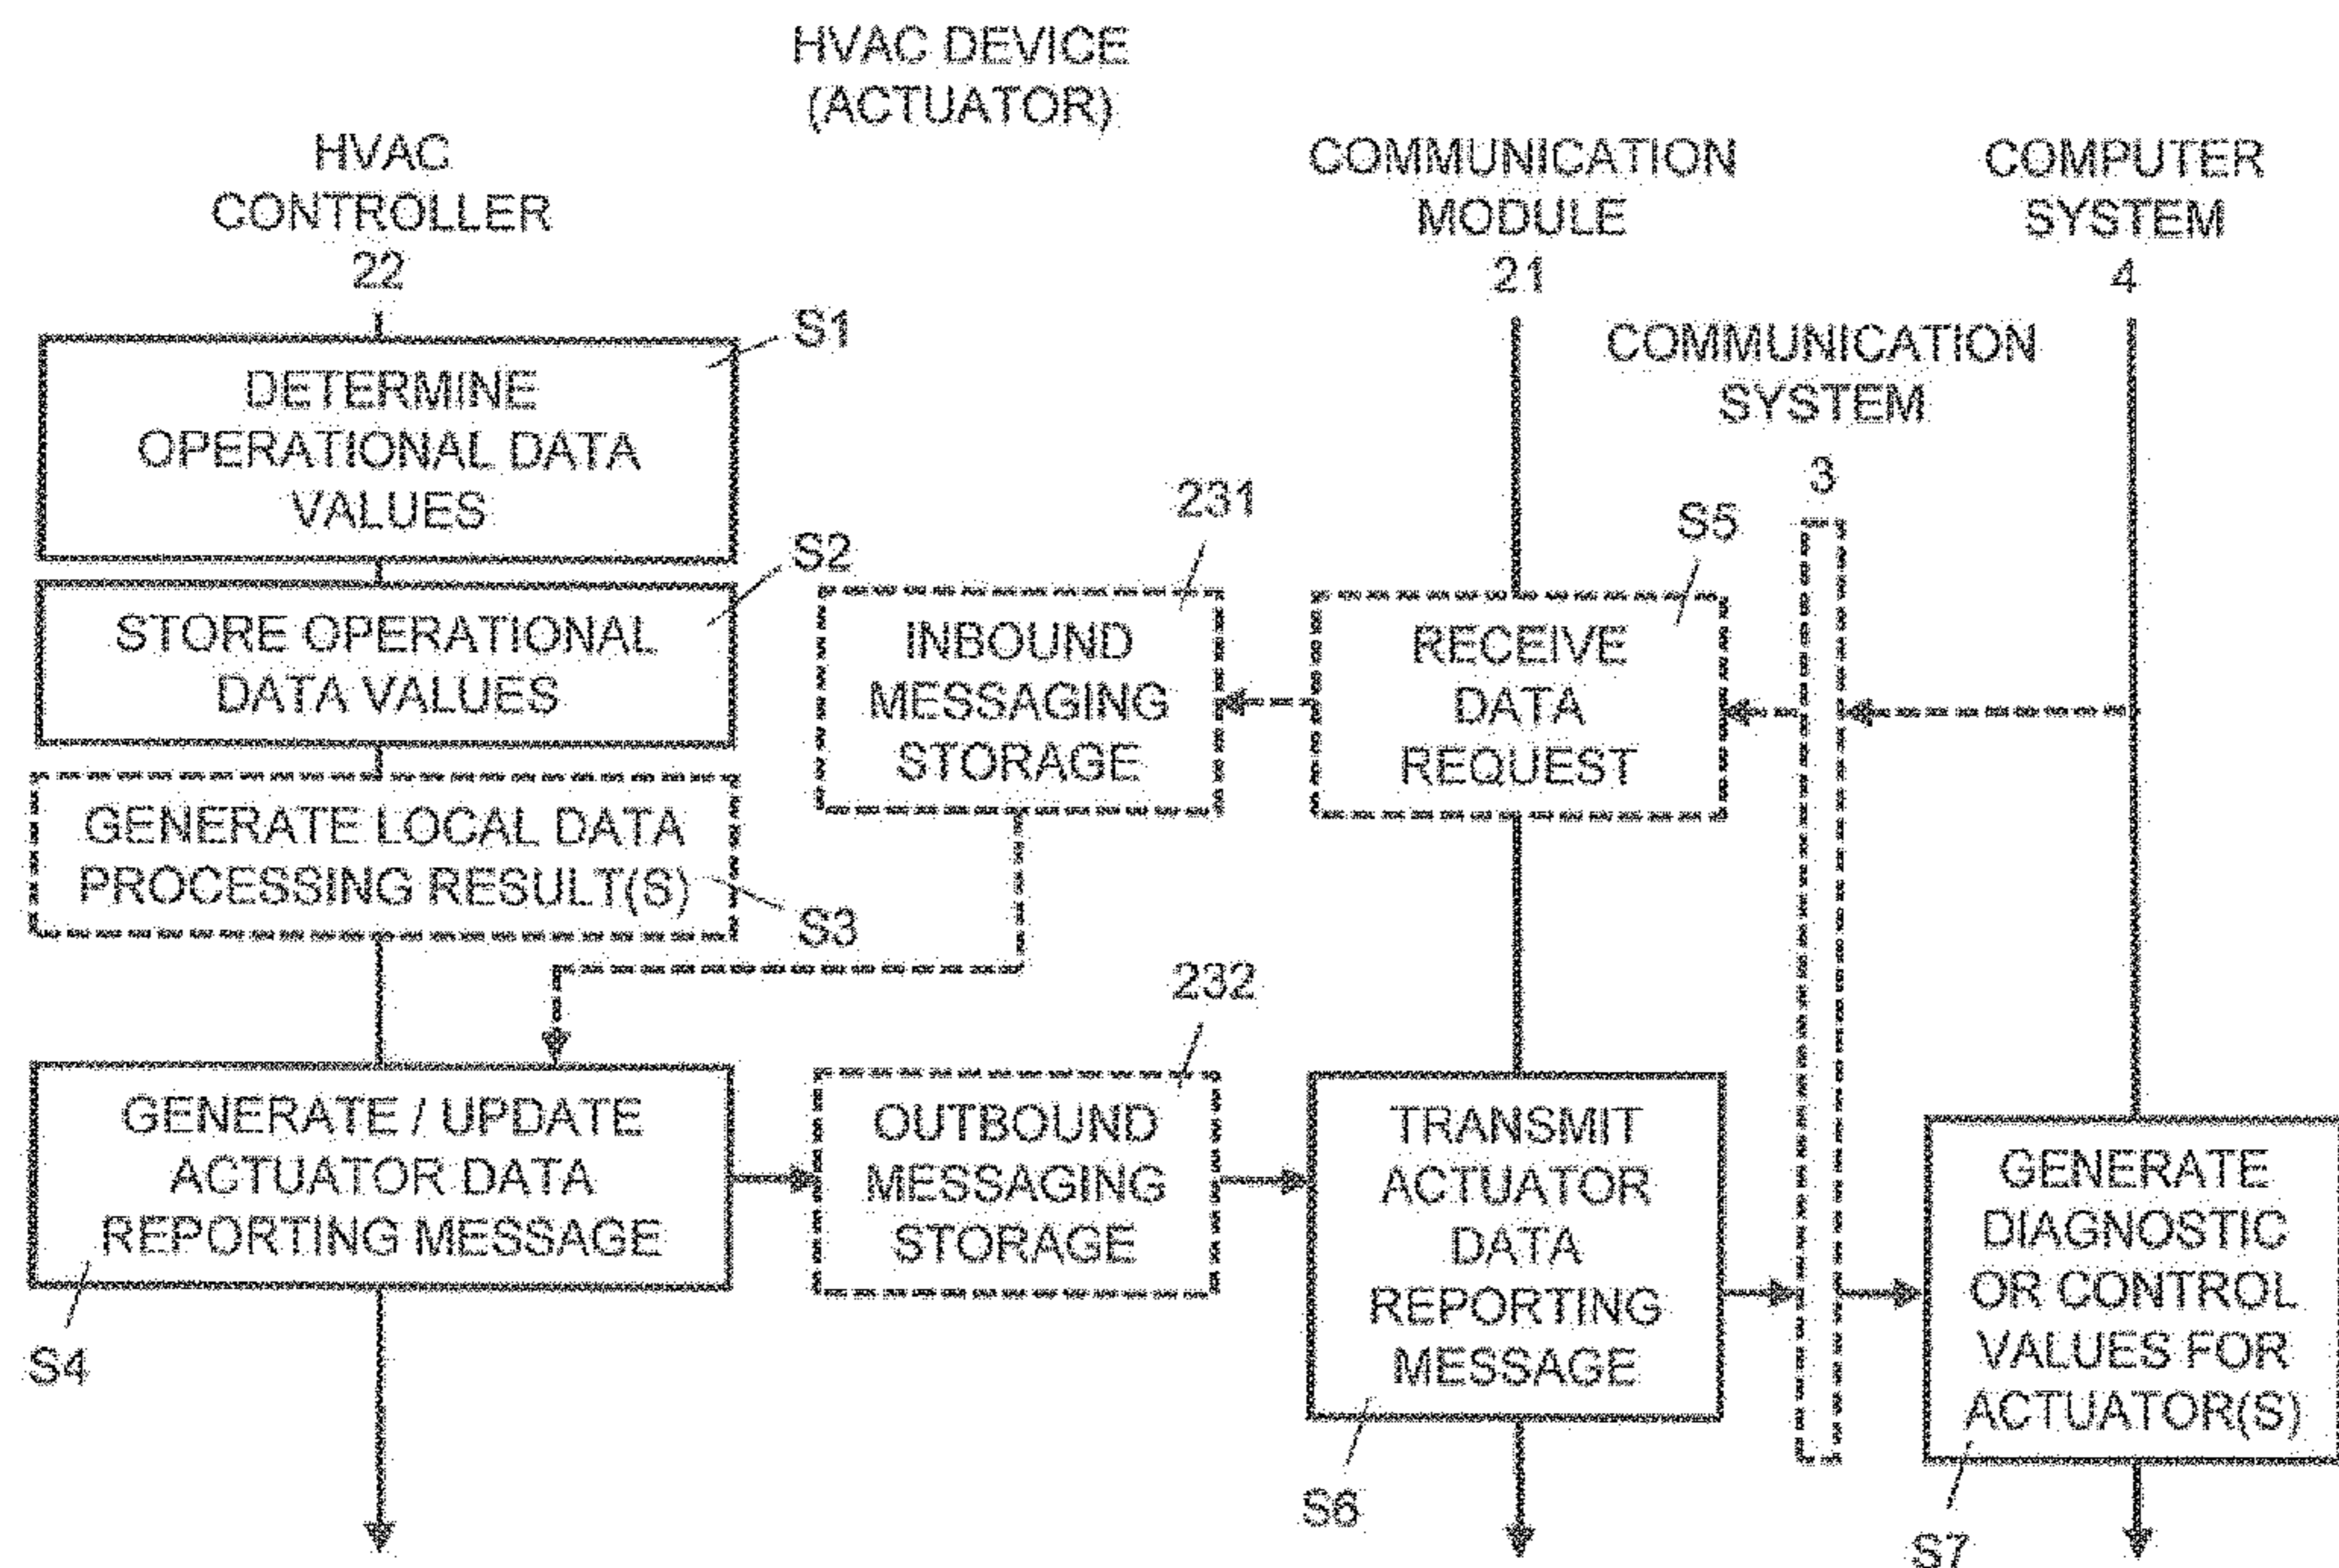 HVAC DEVICE
(ACTUATOR)
HVAC
CONTROLLER
22
COMMUNICATION
MODULE
21
COMPUTER
SYSTEM
4
COMMUNICATION
SYSTEM
3
S1
DETERMINE
OPERATIONAL DATA
VALUES
S2
STORE OPERATIONAL
DATA VALUES
GENERATE LOCAL DATA
PROCESSING RESULT(S)
S3
231
INBOUND
MESSAGING
STORAGE
S5
RECEIVE
DATA
REQUEST
GENERATE / UPDATE
ACTUATOR DATA
REPORTING MESSAGE
S4
232
OUTBOUND
MESSAGING
STORAGE
TRANSMIT
ACTUATOR
DATA
REPORTING
MESSAGE
S6
GENERATE
DIAGNOSTIC
OR CONTROL
VALUES FOR
ACTUATOR(S)
S7